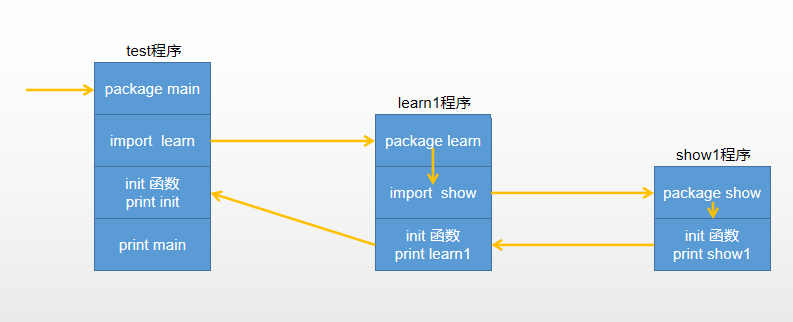 test程序
package main
import learn
init 函数
print init
print main
learn1程序
package learn
import show
init 函数
print learn1
show1程序
package show
init 函数
print show1